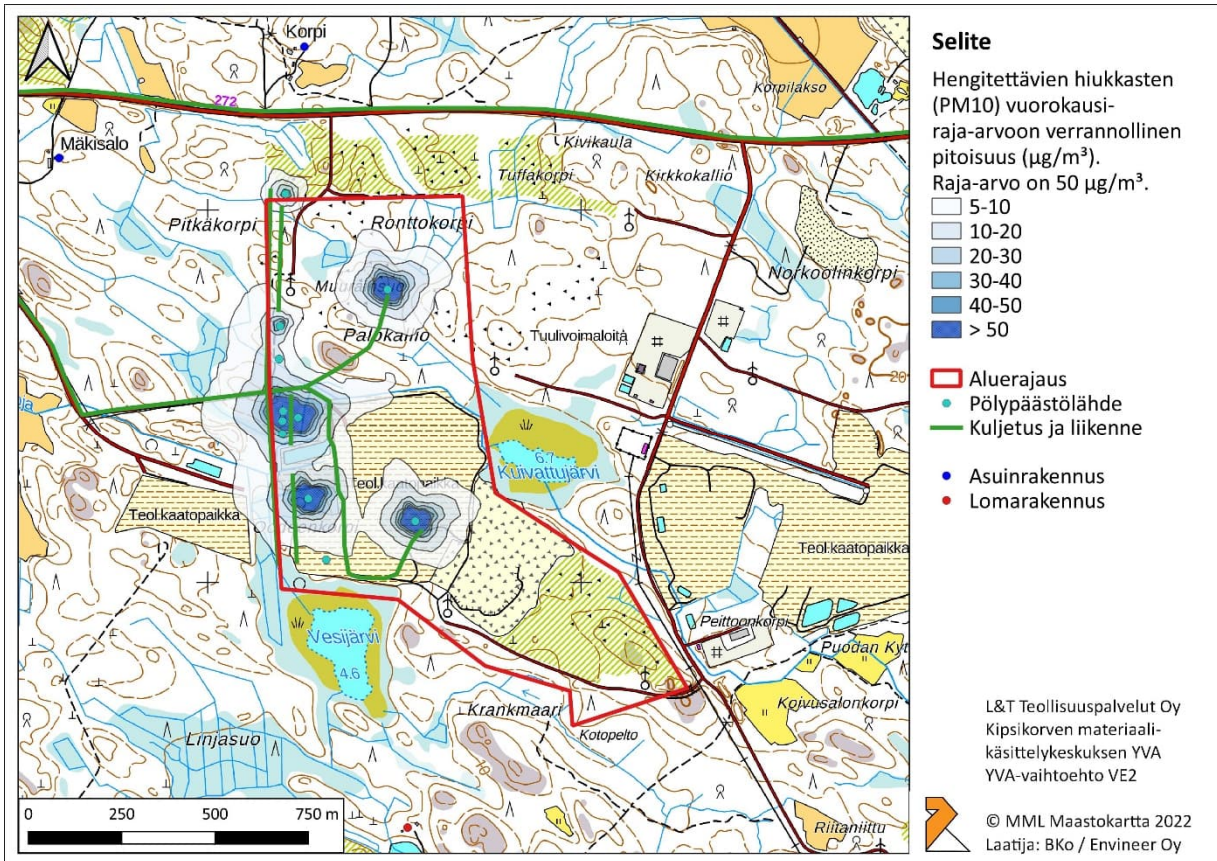 Korpi
272
Mäkisalo
Korpilakso
Kivikaula
Tuffakorpi
Kirkkokallio
Pitkäkorpi
Ronttokorpi
Norkoolinkorpi
Palokallio
Tuulivoimaloita
6.7
Kuivattujärvi
Teol.kaatopaikka
Teol.kaatopaikka
Teol.kaatopaikka
20
Vesijärvi
4.6
Peittoonkorpi
Puodan Kyt
Koivusalonkorpi
Krankmaari
Kotopelto
Linjasuo
10
Riitaniittu
0 250 500 750 m
Selite
Hengitettävien hiukkasten
(PM10) vuorokausi-
raja-arvoon verrannollinen
pitoisuus (µg/m³).
Raja-arvo on 50 µg/m³.
5-10
10-20
20-30
30-40
40-50
> 50
Aluerajaus
Pölypäästölähde
Kuljetus ja liikenne
Asuinrakennus
Lomarakennus
L&T Teollisuuspalvelut Oy
Kipsikorven materiaali-
käsittelykeskuksen YVA
YVA-vaihtoehto VE2
© MML Maastokartta 2022
Laatija: BKo / Envineer Oy